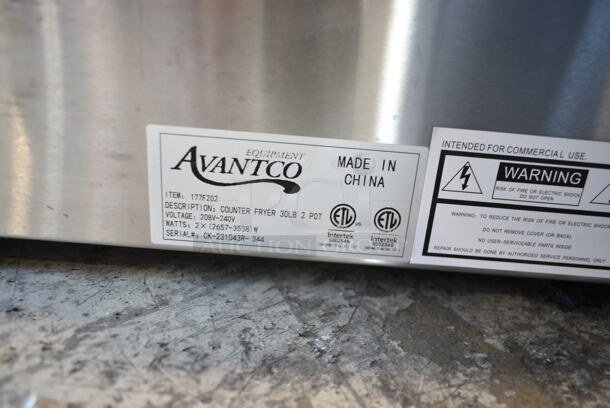 EQUIPMENT
AVANTCO
MADE IN
CHINA
ITEM: 177F202
DESCRIPTION: COUNTER FRYER 30LB 2 POT
VOLTAGE: 208V-240V
WATTS: 2×(2657-3538)W
SERIAL#: CK-231043R- 344
ETL
Intertek
ETL
Intertek
INTENDED FOR COMMERCIAL USE.
WARNING
RISK OF FIRE OR ELECTRIC SHOCK
DO NOT OPEN
WARNING: TO REDUCE THE RISK OF FIRE OR ELECTRIC SHOCK
DO NOT REMOVE COVER (OR BACK)
NO USER-SERVICEABLE PARTS INSIDE
REPAIR SHOULD BE DONE BY AUTHORIZED SERVICE PERSONNEL ONLY